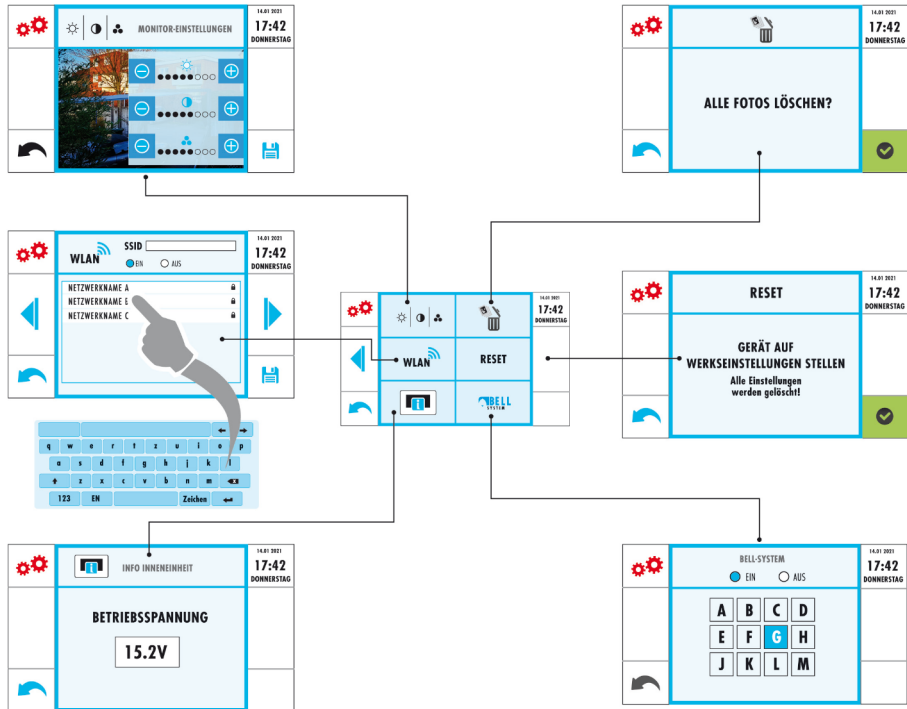 MONITOR-EINSTELLUNGEN
14.01 2021
17:42
DONNERSTAG
14.01 2021
17:42
DONNERSTAG
ALLE FOTOS LÖSCHEN?
WLAN
SSID
EIN
AUS
14.01 2021
17:42
DONNERSTAG
NETZWERKNAME A
NETZWERKNAME B
NETZWERKNAME C
14.01 2021
17:42
DONNERSTAG
WLAN
RESET
i
BELL
SYSTEM
RESET
14.01 2021
17:42
DONNERSTAG
GERÄT AUF
WERKSEINSTELLUNGEN STELLEN
Alle Einstellungen
werden gelöscht!
q w e r t z u i o p
a s d f g h j k l
z x c v b n m
123 EN Zeichen
i
INFO INNENEINHEIT
14.01 2021
17:42
DONNERSTAG
BETRIEBSSPANNUNG
15.2V
BELL-SYSTEM
EIN
AUS
14.01 2021
17:42
DONNERSTAG
A B C D
E F G H
J K L M